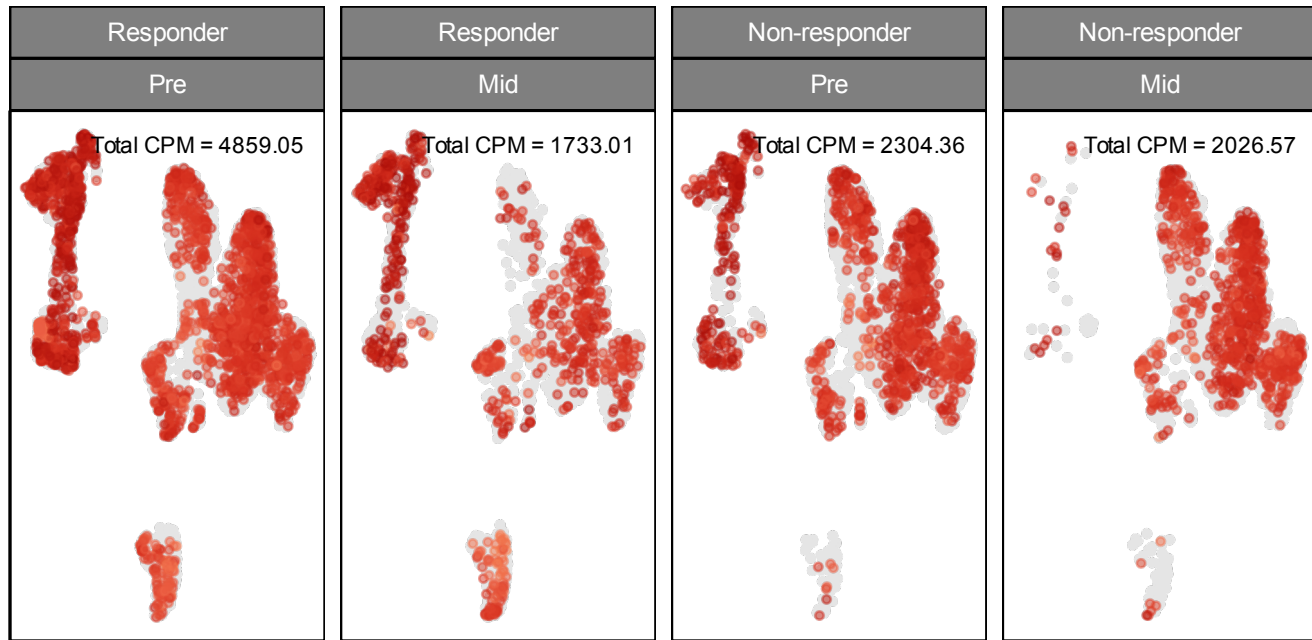 Responder
Responder
Non-responder
Non-responder
Pre
Mid
Pre
Mid
Total CPM = 4859.05
Total CPM = 1733.01
Total CPM = 2304.36
Total CPM = 2026.57